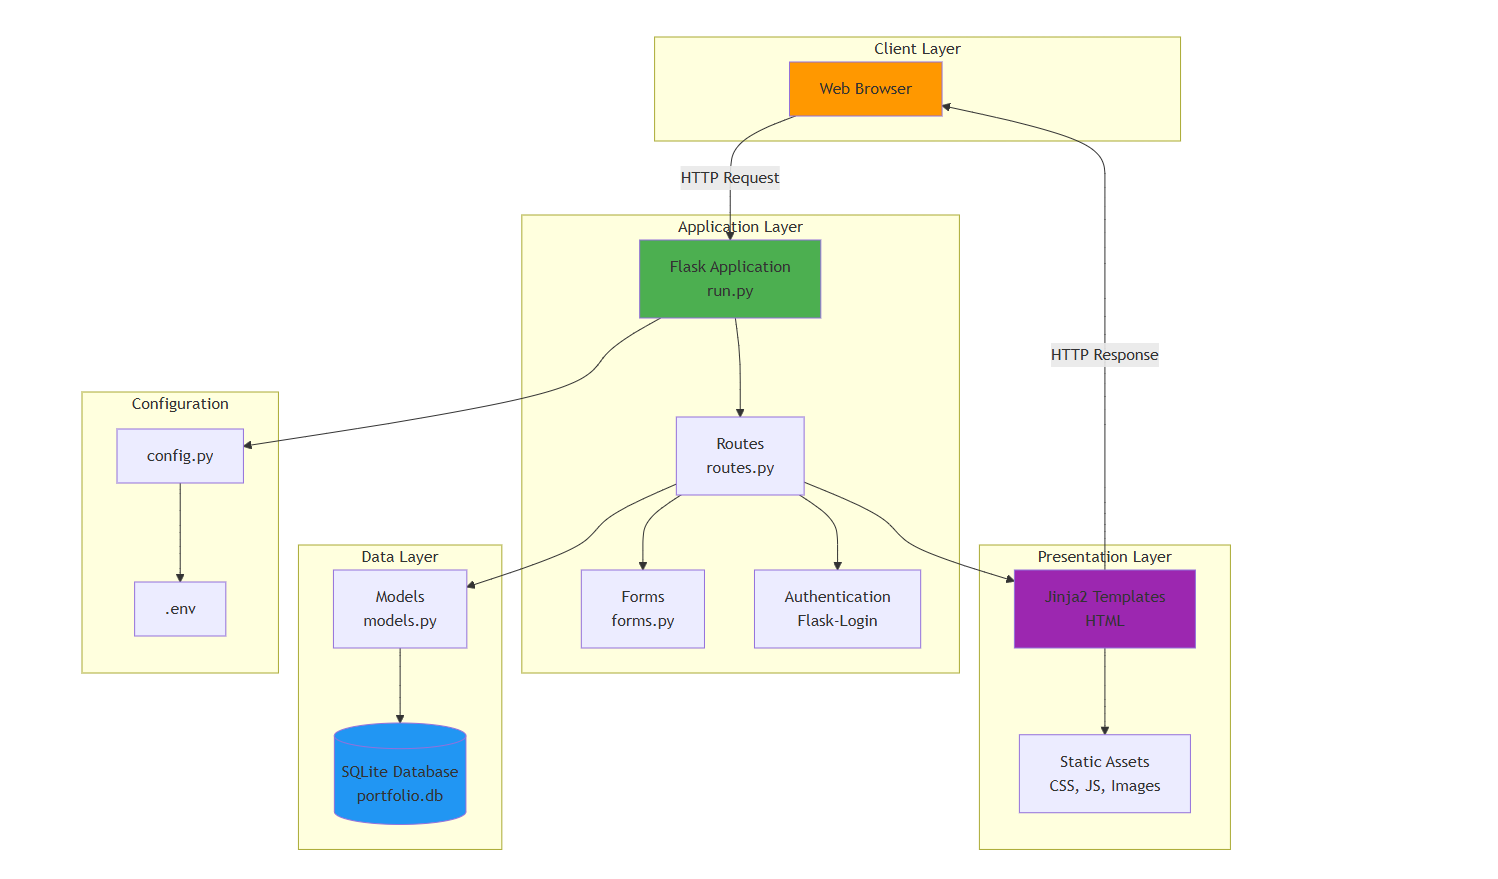 Client Layer
Web Browser
HTTP Request
Application Layer
Flask Application
run.py
HTTP Response
Configuration
config.py
Routes
routes.py
.env
Data Layer
Models
models.py
Forms
forms.py
Authentication
Flask-Login
Presentation Layer
Jinja2 Templates
HTML
SQLite Database
portfolio.db
Static Assets
CSS, JS, Images